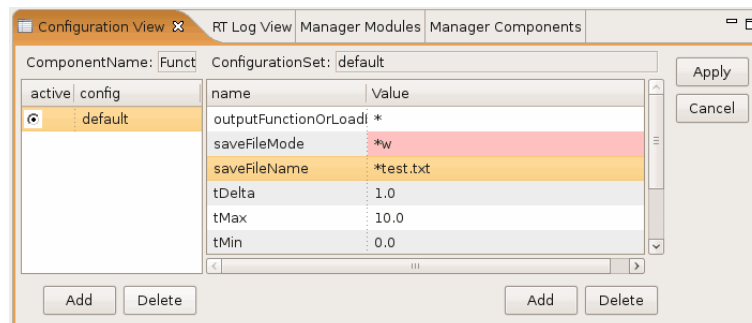 Configuration View RT Log View Manager Modules Manager Components
ComponentName: Funct ConfigurationSet: default
Apply
Cancel
active config
default
name Value
outputFunctionOrLoad *
saveFileMode *w
saveFileName *test.txt
tDelta 1.0
tMax 10.0
tMin 0.0
Add Delete
Add Delete